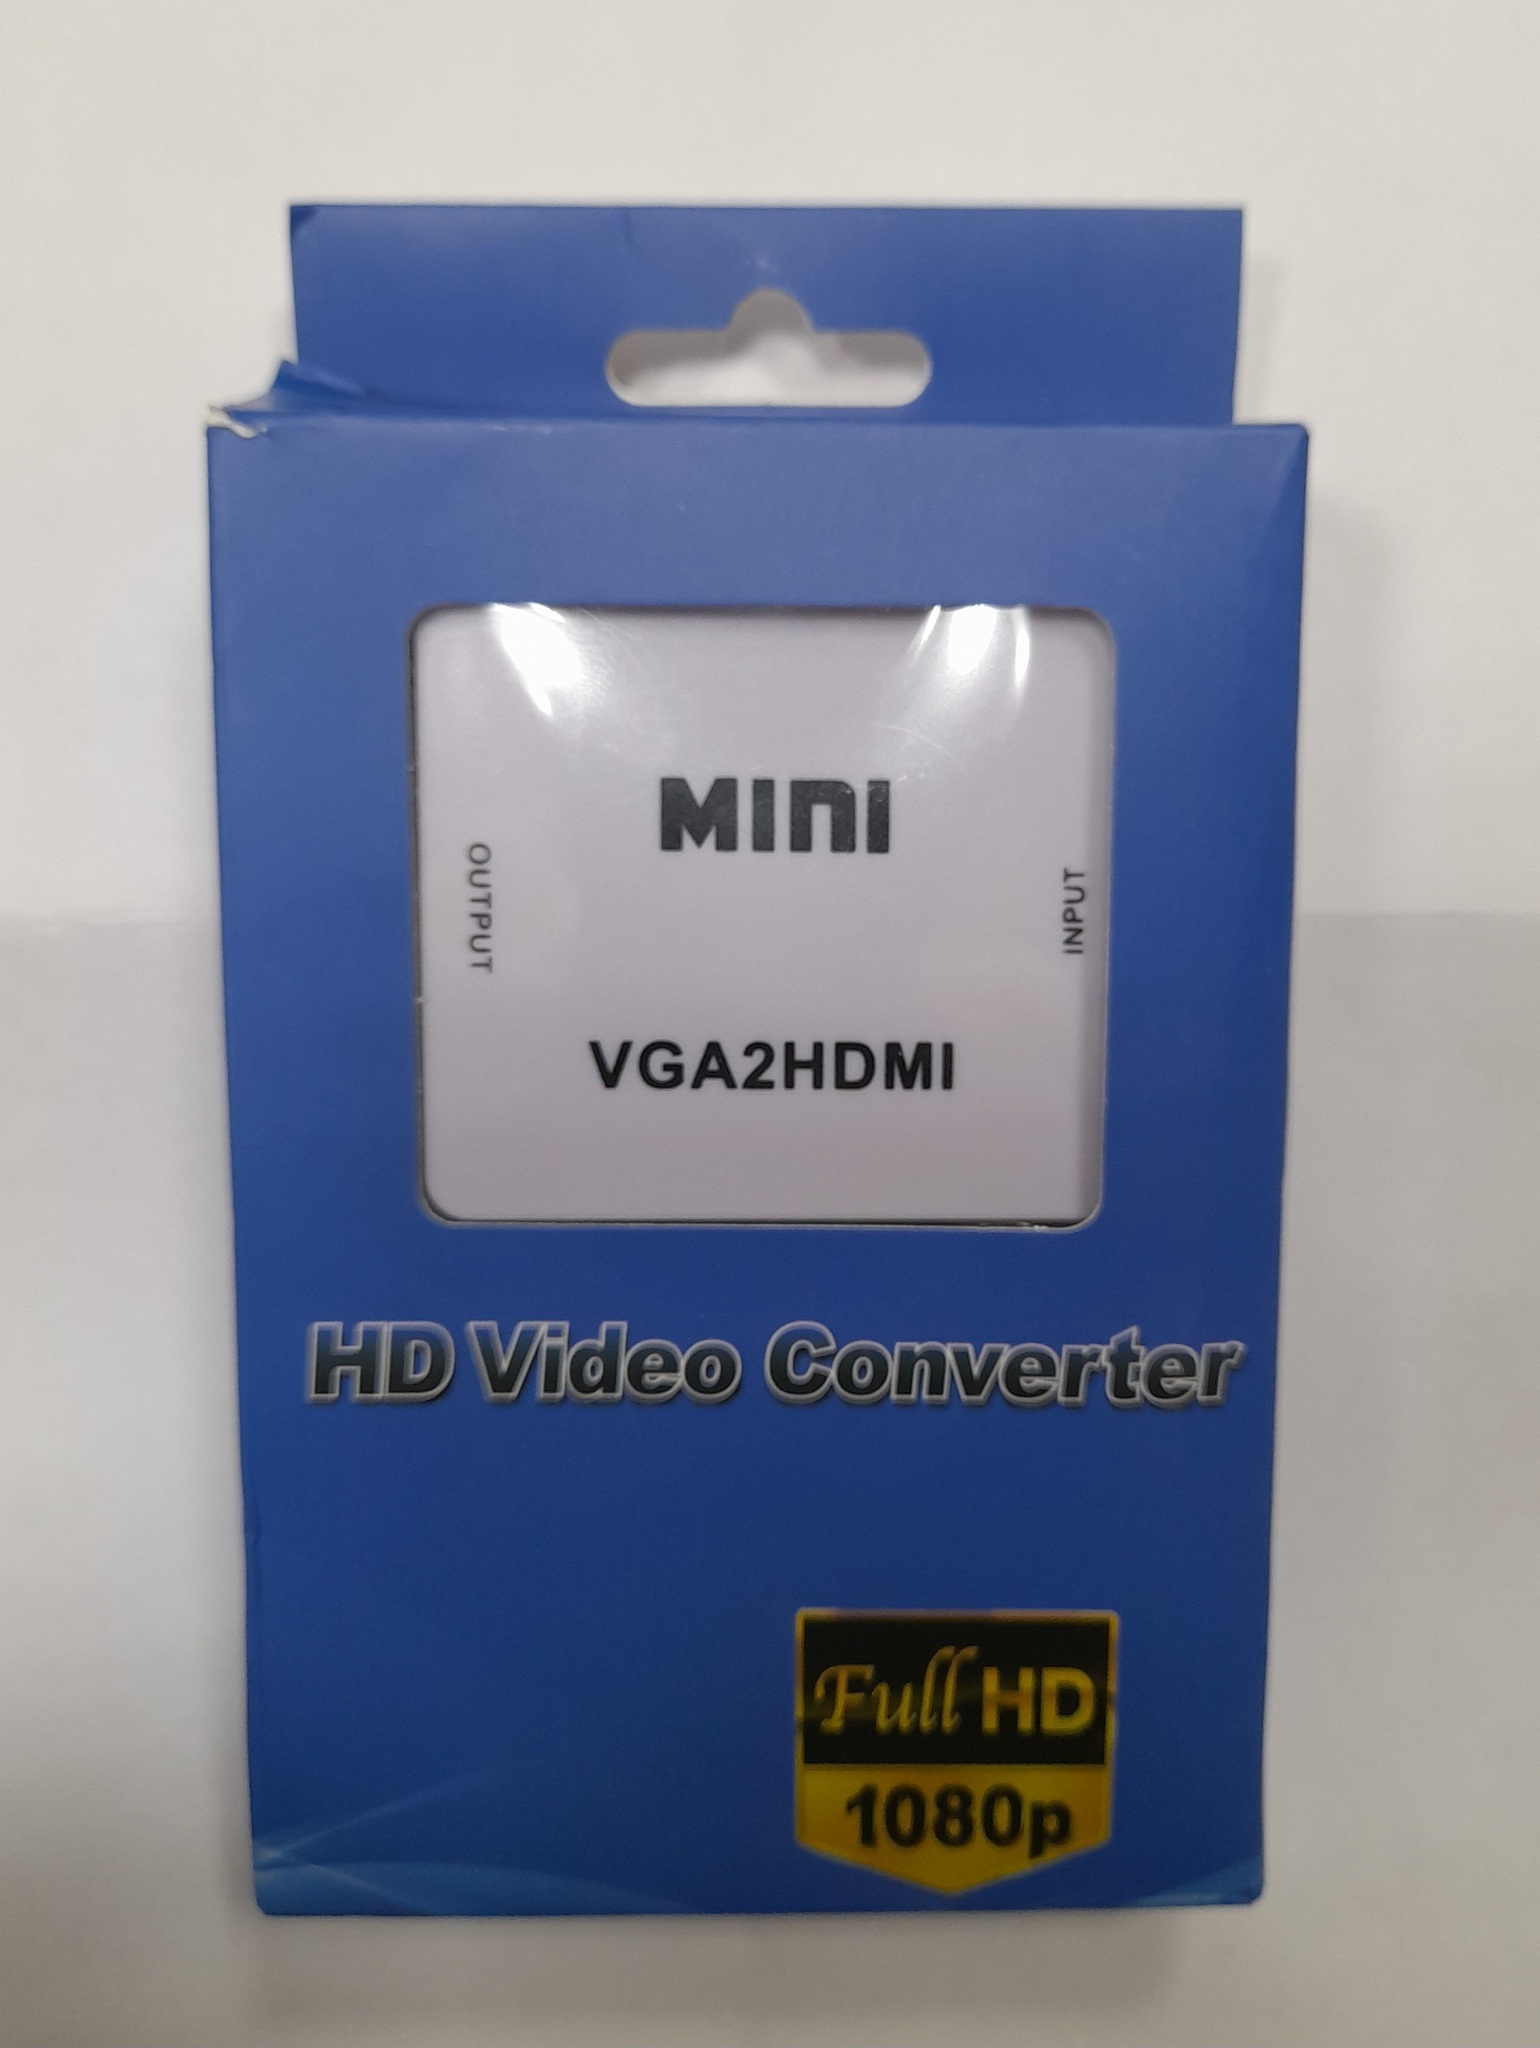 MINI
OUTPUT
INPUT
VGA2HDMI
HD Video Converter
Full HD
1080p